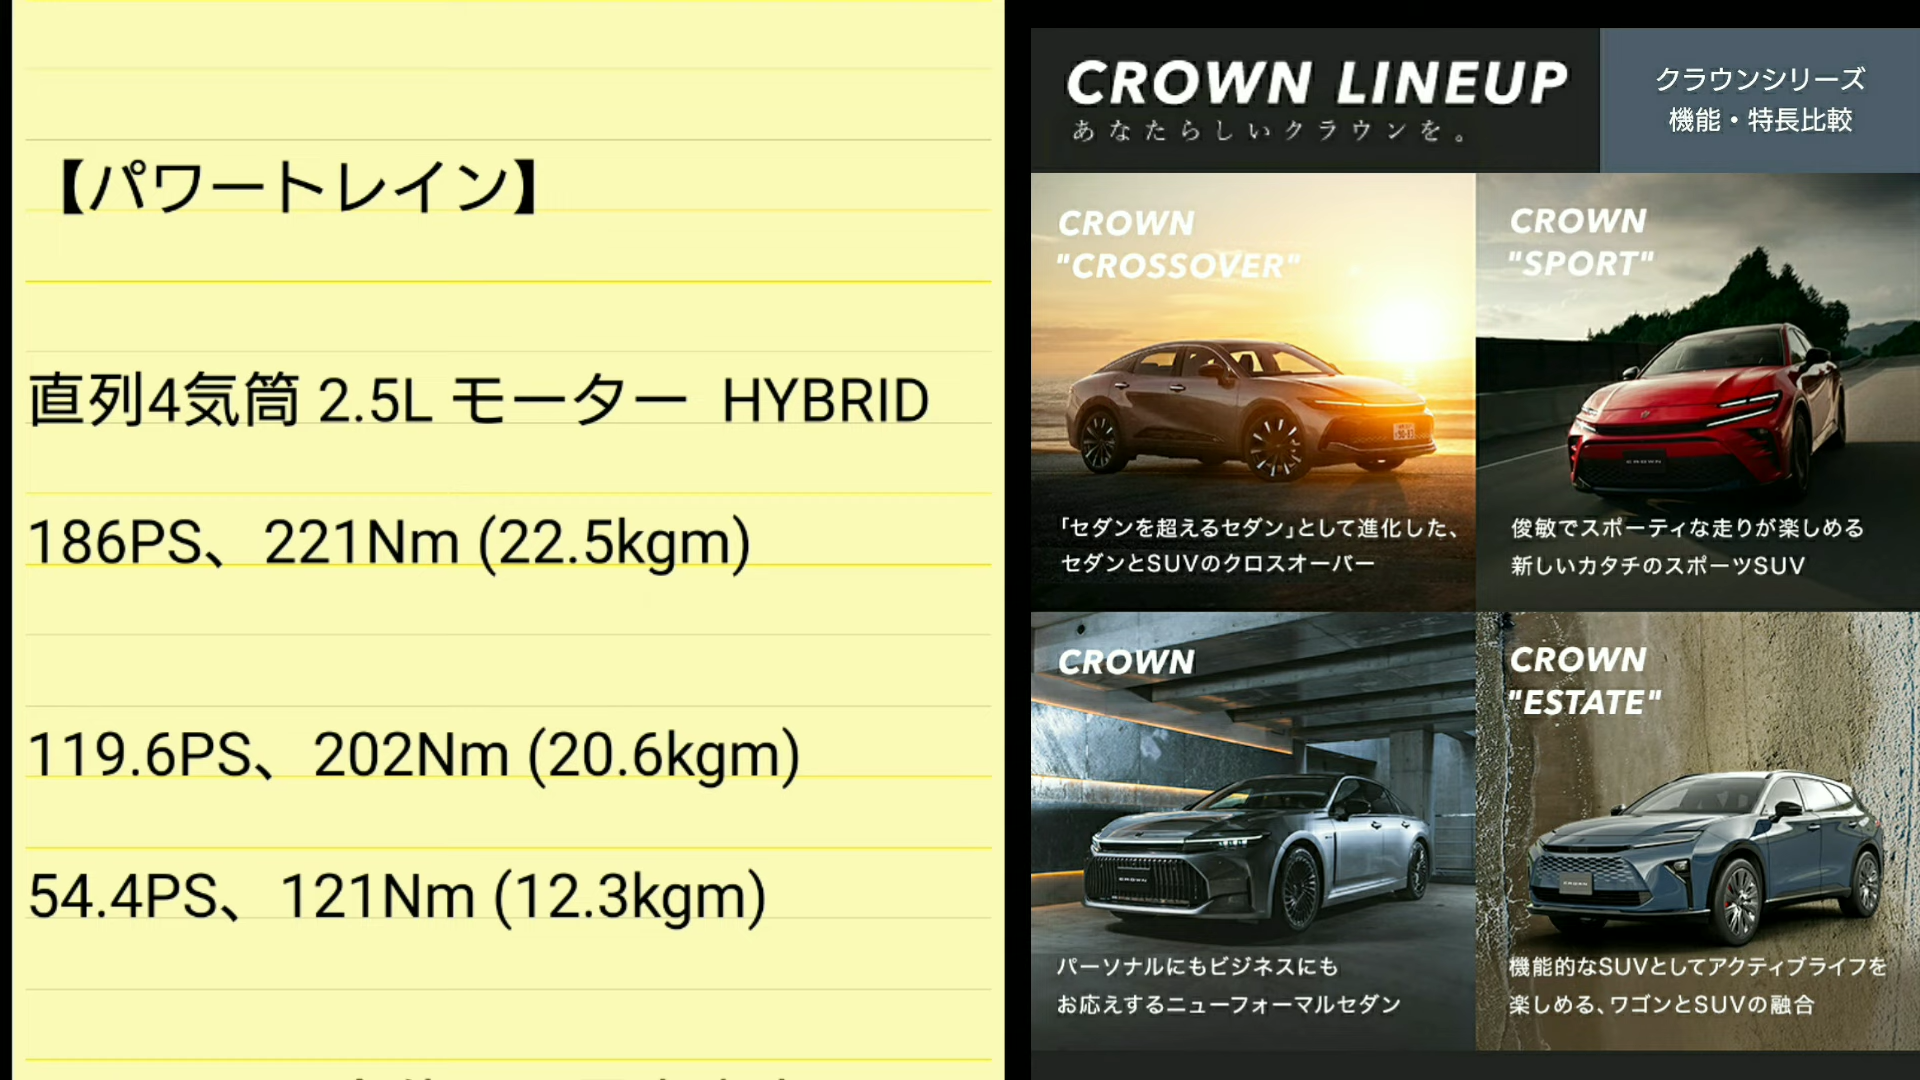 【パワートレイン】
直列4気筒 2.5L モーター HYBRID
186PS、221Nm (22.5kgm)
119.6PS、202Nm (20.6kgm)
54.4PS、121Nm (12.3kgm)
CROWN LINEUP
あなたらしいクラウンを。
クラウンシリーズ
機能・特長比較
CROWN
"CROSSOVER"
「セダンを超えるセダン」として進化した、
セダンとSUVのクロスオーバー
CROWN
"SPORT"
CROWN
俊敏でスポーティな走りが楽しめる
新しいカタチのスポーツSUV
CROWN
CROWN
パーソナルにもビジネスにも
お応えするニューフォーマルセダン
CROWN
"ESTATE"
CROWN
機能的なSUVとしてアクティブライフを
楽しめる、ワゴンとSUVの融合